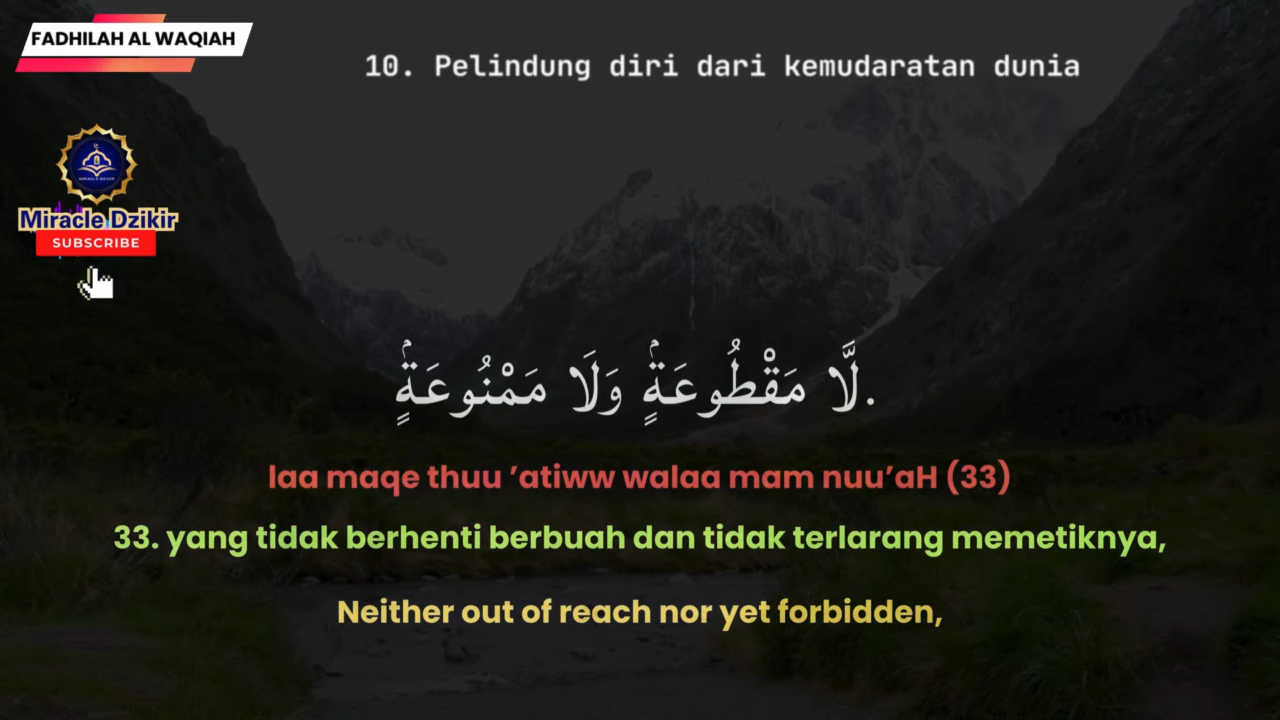 FADHILAH AL WAQIAH
10. Pelindung diri dari kemudaratan dunia
MIRACLE DZIKIR
Miracle Dzikir
SUBSCRIBE
لَّا مَقْطُوعَةٍۢ وَلَا مَمْنُوعَةٍۢ.
laa maqe thuu ’atiww walaa mam nuu’aH (33)
33. yang tidak berhenti berbuah dan tidak terlarang memetiknya,
Neither out of reach nor yet forbidden,